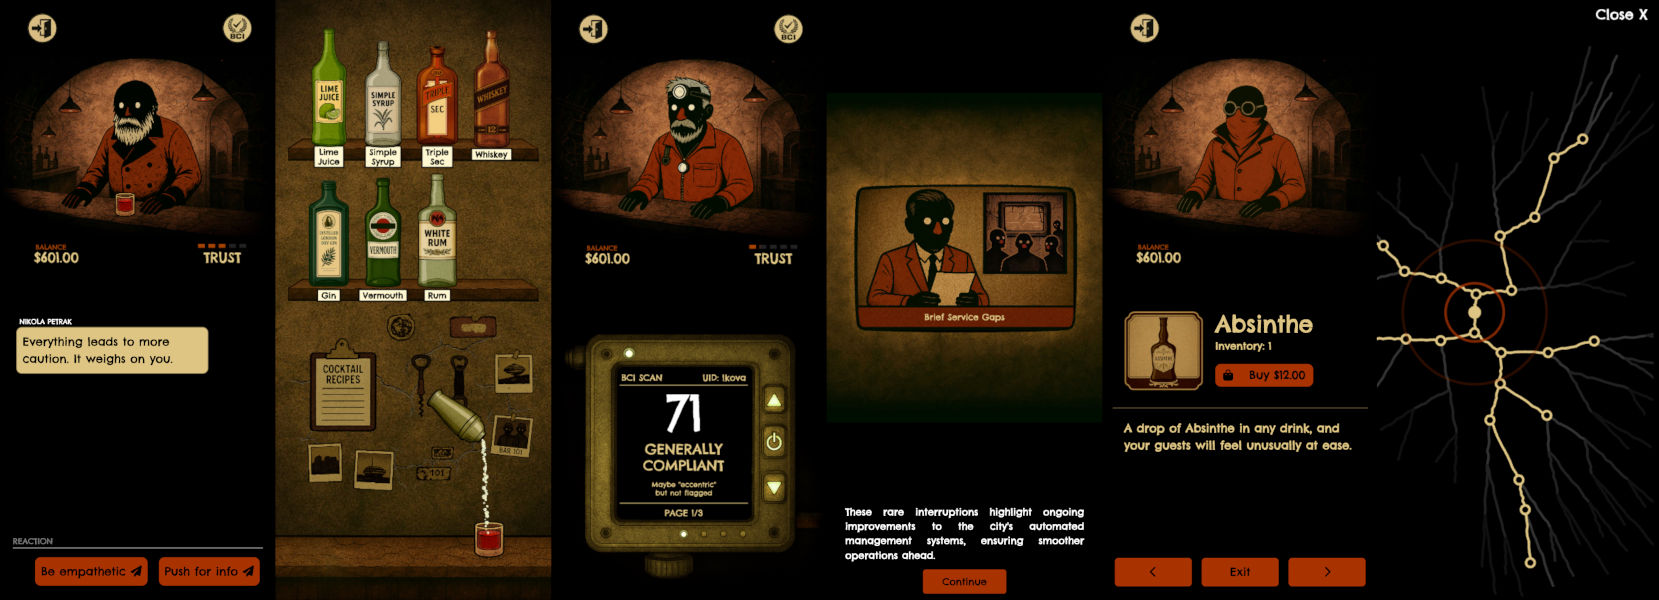 BCI
BALANCE
$601.00
TRUST
NIKOLA PETRAK
Everything leads to more
caution. It weighs on you.
REACTION
Be empathetic
Push for info
LIME
JUICE
SIMPLE
SYRUP
TRIPLE
SEC
WHISKEY
12
Lime
Juice
Simple
Syrup
Triple
Sec
Whiskey
VERMOUTH
WHITE
RUM
Gin
Vermouth
Rum
COCKTAIL
RECIPES
BAR 101
101
BCI
BALANCE
$601.00
TRUST
BCI SCAN
UID: !kova
71
GENERALLY
COMPLIANT
Maybe "eccentric"
but not flagged
PAGE 1/3
Brief Service Gaps
These rare interruptions highlight ongoing
improvements to the city's automated
management systems, ensuring smoother
operations ahead.
Continue
BALANCE
$601.00
ABSINTHE
Absinthe
Inventory: 1
Buy $12.00
A drop of Absinthe in any drink, and
your guests will feel unusually at ease.
<
Exit
>
Close X